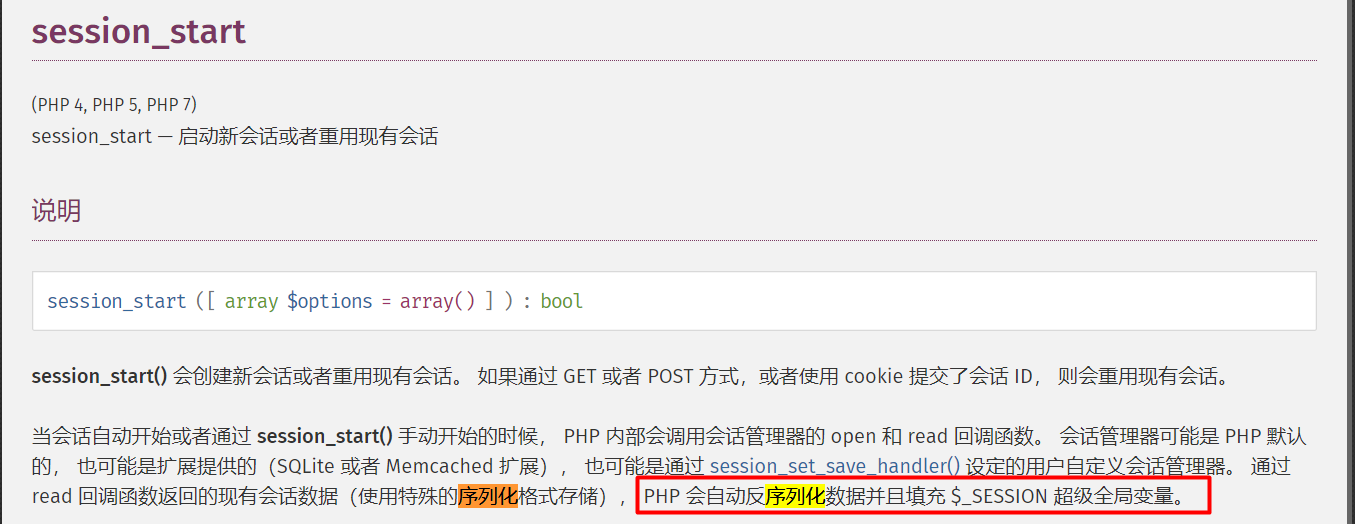 session_start
(PHP 4, PHP 5, PHP 7)
session_start — 启动新会话或者重用现有会话
说明
session_start ([ array $options = array() ] ) : bool
session_start() 会创建新会话或者重用现有会话。 如果通过 GET 或者 POST 方式，或者使用 cookie 提交了会话 ID， 则会重用现有会话。
当会话自动开始或者通过 session_start() 手动开始的时候， PHP 内部会调用会话管理器的 open 和 read 回调函数。 会话管理器可能是 PHP 默认
的， 也可能是扩展提供的（SQLite 或者 Memcached 扩展）， 也可能是通过 session_set_save_handler() 设定的用户自定义会话管理器。 通过
read 回调函数返回的现有会话数据（使用特殊的序列化格式存储）， PHP 会自动反序列化数据并且填充 $_SESSION 超级全局变量。